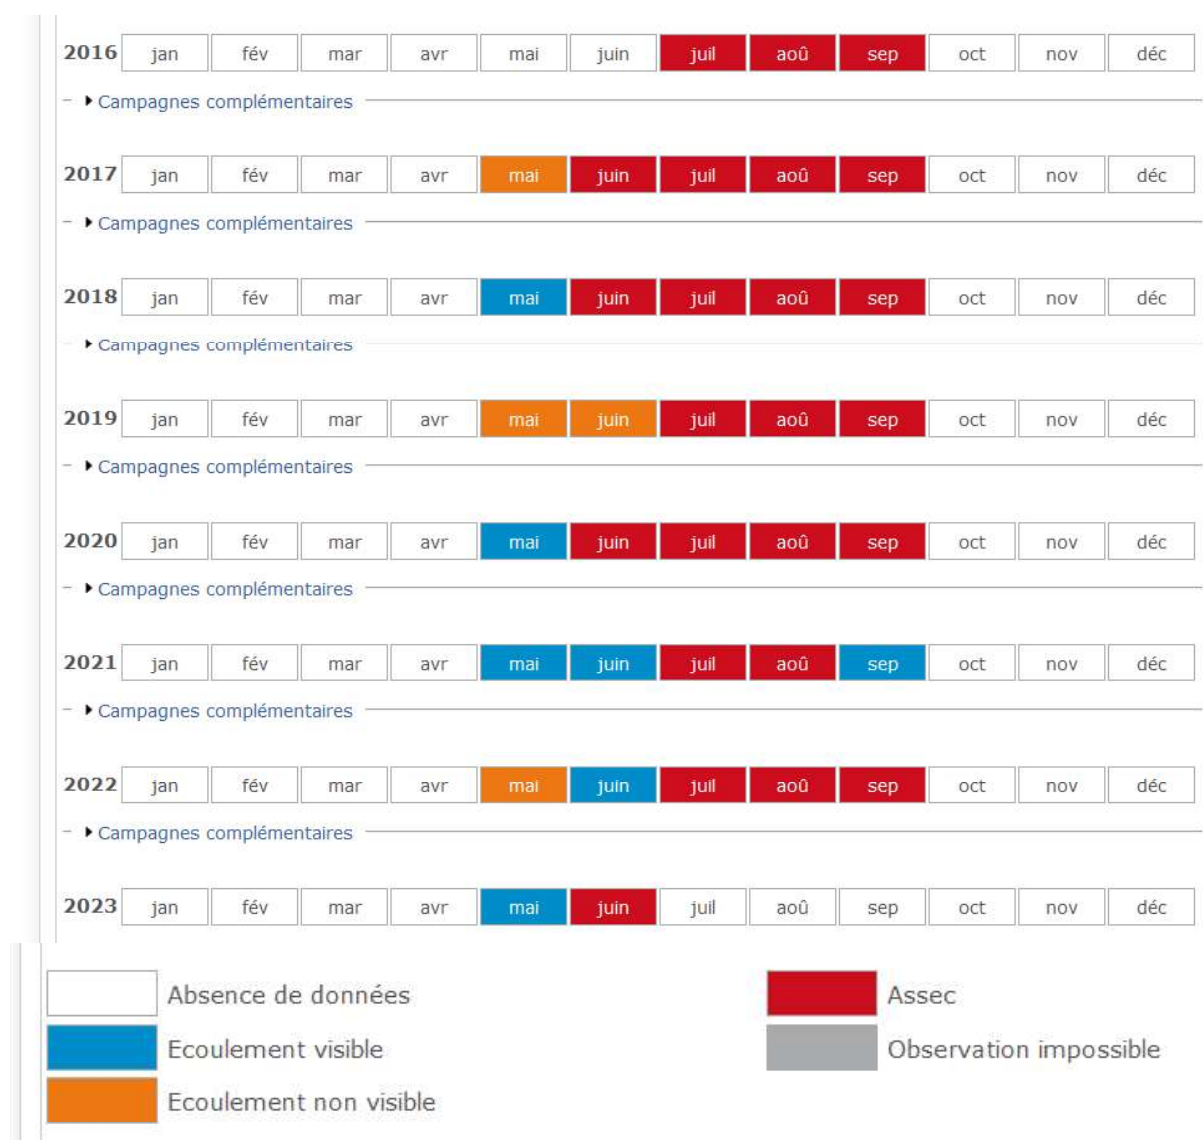 2016 jan fév mar avr mai juin juil aoû sep oct nov déc
Campagnes complémentaires
2017 jan fév mar avr mai juin juil aoû sep oct nov déc
Campagnes complémentaires
2018 jan fév mar avr mai juin juil aoû sep oct nov déc
Campagnes complémentaires
2019 jan fév mar avr mai juin juil aoû sep oct nov déc
Campagnes complémentaires
2020 jan fév mar avr mai juin juil aoû sep oct nov déc
Campagnes complémentaires
2021 jan fév mar avr mai juin juil aoû sep oct nov déc
Campagnes complémentaires
2022 jan fév mar avr mai juin juil aoû sep oct nov déc
Campagnes complémentaires
2023 jan fév mar avr mai juin juil aoû sep oct nov déc
Absence de données Assec
Ecoulement visible Observation impossible
Ecoulement non visible